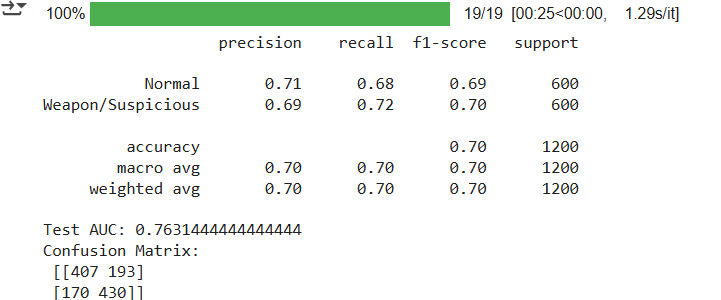 100% 19/19 [00:25<00:00, 1.29s/it]
precision recall f1-score support
Normal 0.71 0.68 0.69 600
Weapon/Suspicious 0.69 0.72 0.70 600
accuracy 0.70 1200
macro avg 0.70 0.70 0.70 1200
weighted avg 0.70 0.70 0.70 1200
Test AUC: 0.7631444444444444
Confusion Matrix:
[[407 193]
[170 430]]